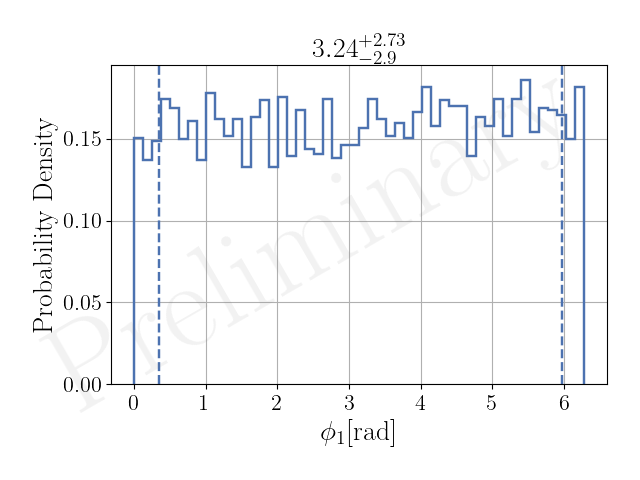 3.24^{+2.73}_{-2.9}
Probability Density
0.15
0.10
0.05
0.00
0 1 2 3 4 5 6
ϕ₁[rad]
Preliminary